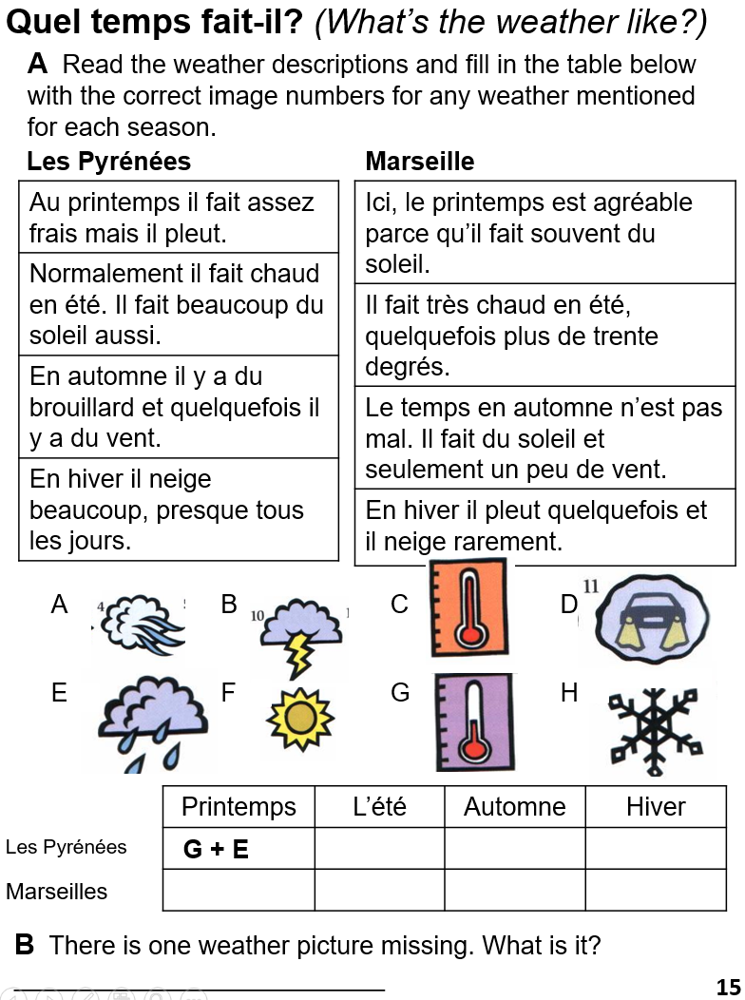 Quel temps fait-il? (What's the weather like?)
A Read the weather descriptions and fill in the table below
with the correct image numbers for any weather mentioned
for each season.
Les Pyrénées
Au printemps il fait assez
frais mais il pleut.
Normalement il fait chaud
en été. Il fait beaucoup du
soleil aussi.
En automne il y a du
brouillard et quelquefois il
y a du vent.
En hiver il neige
beaucoup, presque tous
les jours.
Marseille
Ici, le printemps est agréable
parce qu'il fait souvent du
soleil.
Il fait très chaud en été,
quelquefois plus de trente
degrés.
Le temps en automne n'est pas
mal. Il fait du soleil et
seulement un peu de vent.
En hiver il pleut quelquefois et
il neige rarement.
A 4 B 10 C D 11
E F G H
Printemps L'été Automne Hiver
Les Pyrénées G + E
Marseilles
B There is one weather picture missing. What is it?
15